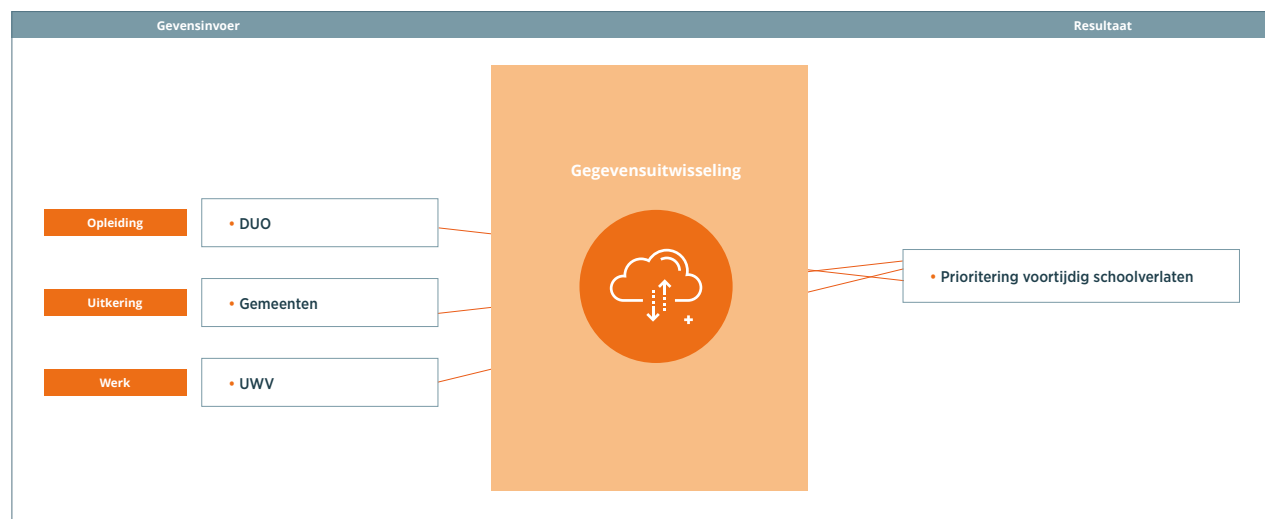 Gevensinvoer
Resultaat
Gegevensuitwisseling
Opleiding
• DUO
Uitkering
• Gemeenten
Werk
• UWV
• Prioritering voortijdig schoolverlaten